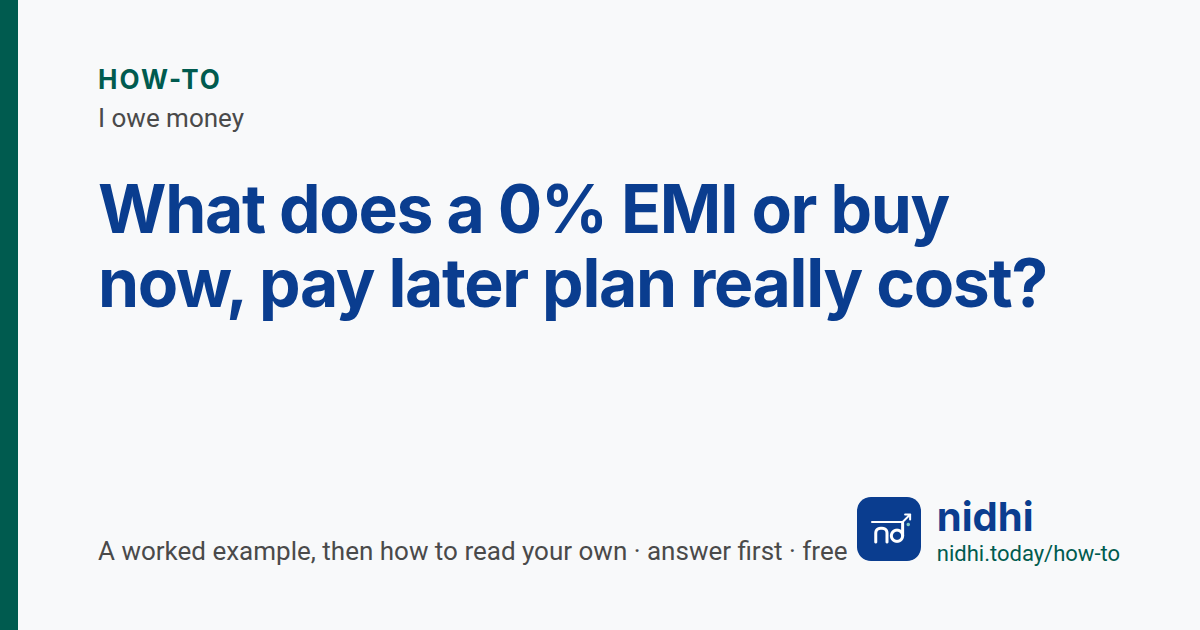 HOW-TO
I owe money
What does a 0% EMI or buy
now, pay later plan really cost?
A worked example, then how to read your own · answer first · free
nd
nidhi
nidhi.today/how-to